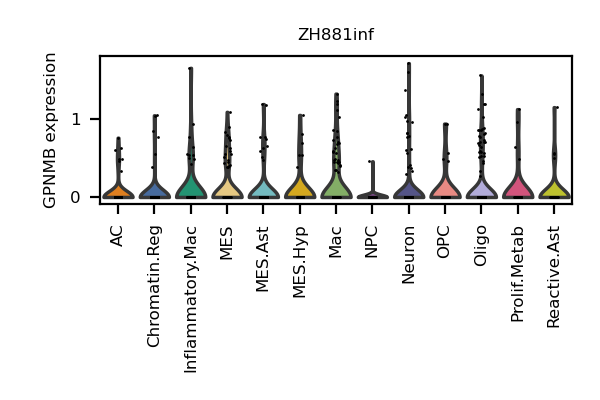 ZH881inf
GPNMB expression
1
0
AC
Chromatin.Reg
Inflammatory.Mac
MES
MES.Ast
MES.Hyp
Mac
NPC
Neuron
OPC
Oligo
Prolif.Metab
Reactive.Ast